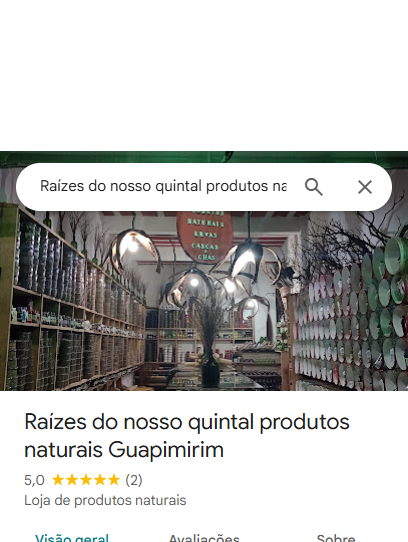 Raízes do nosso quintal produtos na
NATURAIS
ERVAS
CASCAS
CHÁS
Raízes do nosso quintal produtos
naturais Guapimirim
5,0 ★★★★★ (2)
Loja de produtos naturais
Visão geral Avaliações Sobre